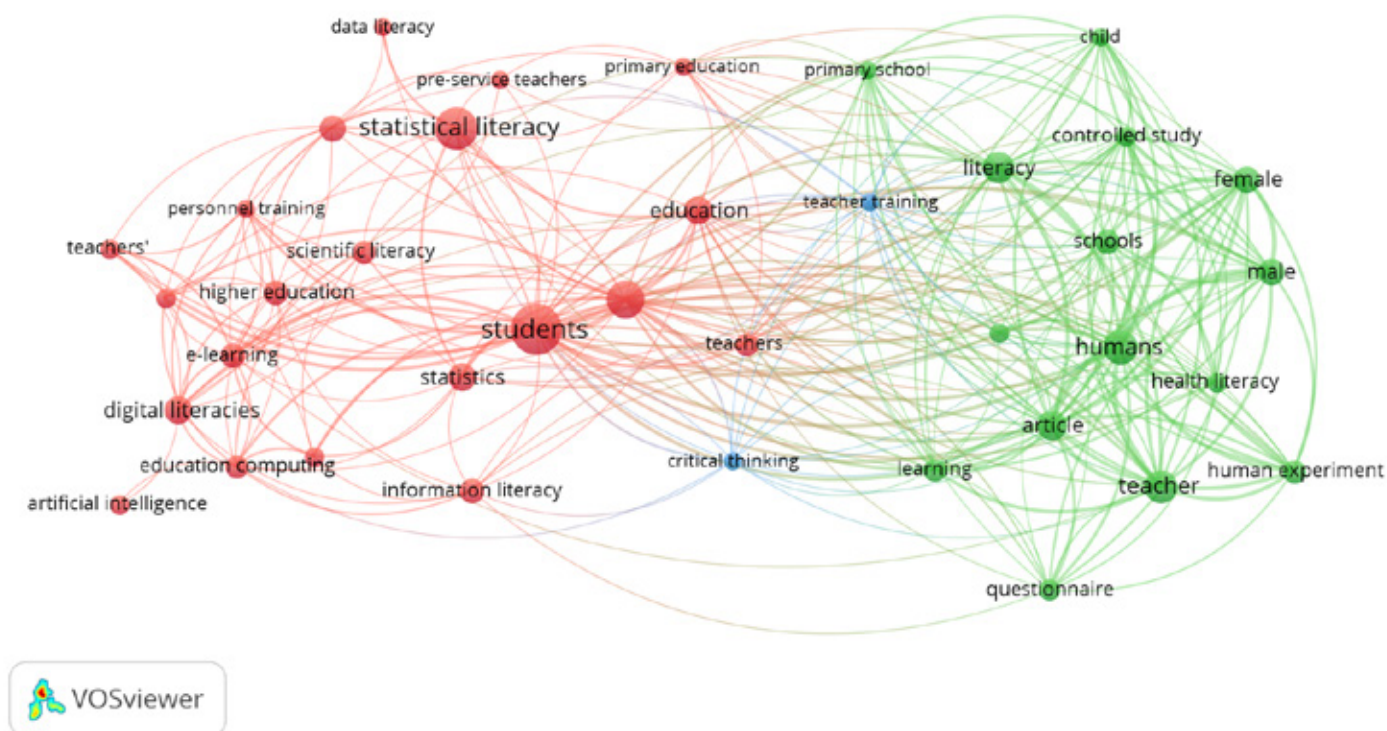 data literacy
child
primary education
primary school
pre-service teachers
statistical literacy
controlled study
literacy
female
personnel training
education
teacher training
teachers'
scientific literacy
schools
male
higher education
students
teachers
humans
e-learning
statistics
health literacy
digital literacies
article
education computing
critical thinking
learning
human experiment
information literacy
teacher
artificial intelligence
questionnaire
VOSviewer